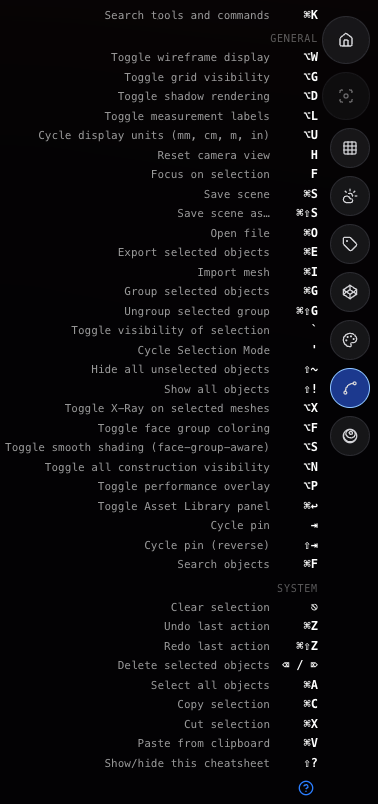 Search tools and commands ⌘K
GENERAL
Toggle wireframe display ⌥W
Toggle grid visibility ⌥G
Toggle shadow rendering ⌥D
Toggle measurement labels ⌥L
Cycle display units (mm, cm, m, in) ⌥U
Reset camera view H
Focus on selection F
Save scene ⌘S
Save scene as… ⌘⇧S
Open file ⌘O
Export selected objects ⌘E
Import mesh ⌘I
Group selected objects ⌘G
Ungroup selected group ⌘⇧G
Toggle visibility of selection `
Cycle Selection Mode '
Hide all unselected objects ⇧~
Show all objects ⇧!
Toggle X-Ray on selected meshes ⌥X
Toggle face group coloring ⌥F
Toggle smooth shading (face-group-aware) ⌥S
Toggle all construction visibility ⌥N
Toggle performance overlay ⌥P
Toggle Asset Library panel ⌘↩
Cycle pin ⇥
Cycle pin (reverse) ⇧⇥
Search objects ⌘F
SYSTEM
Clear selection ⎋
Undo last action ⌘Z
Redo last action ⌘⇧Z
Delete selected objects ⌫ / ⌦
Select all objects ⌘A
Copy selection ⌘C
Cut selection ⌘X
Paste from clipboard ⌘V
Show/hide this cheatsheet ⇧?
?